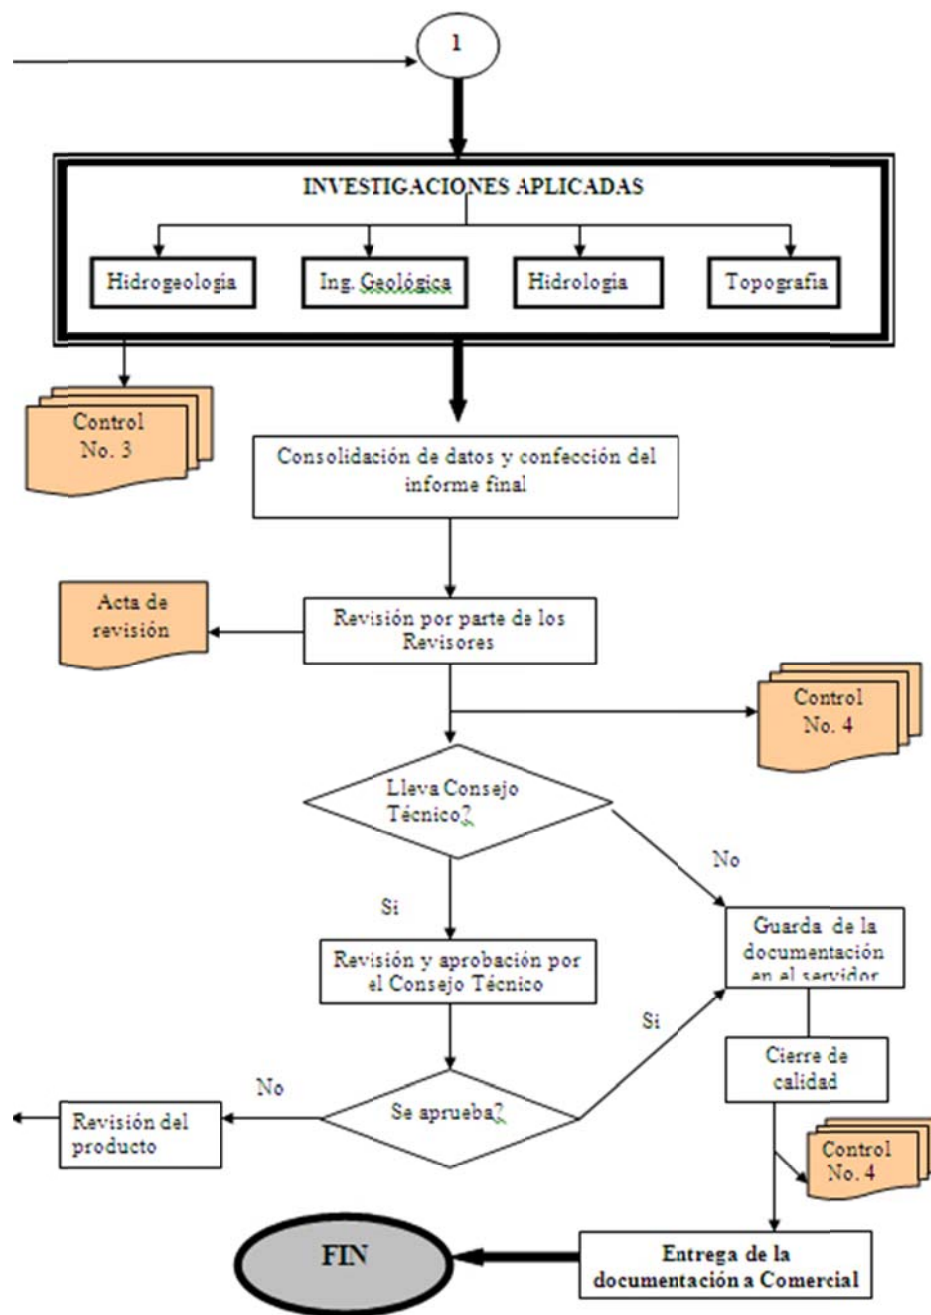 1
INVESTIGACIONES APLICADAS
Hidrogeología
Ing. Geológica
Hidrología
Topografía
Control
No. 3
Consolidación de datos y confección del
informe final
Acta de
revisión
Revisión por parte de los
Revisores
Control
No. 4
Lleva Consejo
Técnico?
No
Si
Guarda de la
documentación
en el servidor
Revisión y aprobación por
el Consejo Técnico
Si
Cierre de
calidad
No
Se aprueba?
Revisión del
producto
Control
No. 4
FIN
Entrega de la
documentación a Comercial